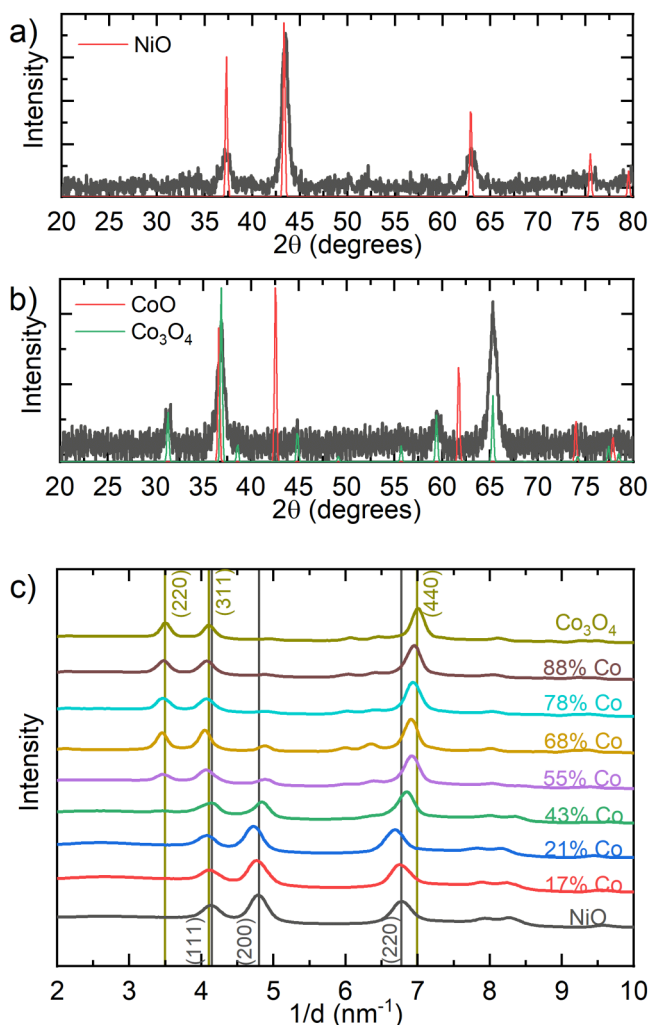 a)
NiO
Intensity
20 25 30 35 40 45 50 55 60 65 70 75 80
2θ (degrees)
b)
CoO
Co₃O₄
Intensity
20 25 30 35 40 45 50 55 60 65 70 75 80
2θ (degrees)
c)
(220)
(311)
(440)
Co₃O₄
88% Co
78% Co
68% Co
55% Co
43% Co
21% Co
17% Co
NiO
(111)
(200)
(220)
Intensity
2 3 4 5 6 7 8 9 10
1/d (nm⁻¹)